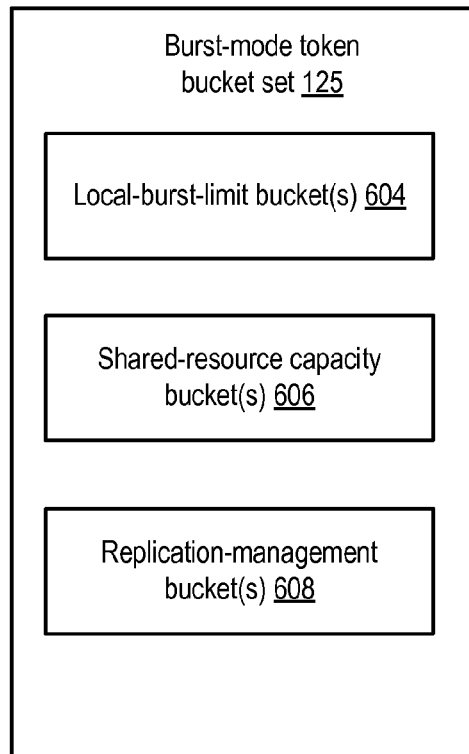 Burst-mode token
bucket set 125
Local-burst-limit bucket(s) 604
Shared-resource capacity
bucket(s) 606
Replication-management
bucket(s) 608